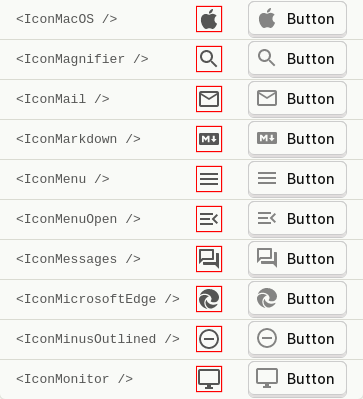 <IconMacOS /> Button
<IconMagnifier /> Button
<IconMail /> Button
<IconMarkdown /> M Button
<IconMenu /> Button
<IconMenuOpen /> Button
<IconMessages /> Button
<IconMicrosoftEdge /> Button
<IconMinusOutlined /> Button
<IconMonitor /> Button